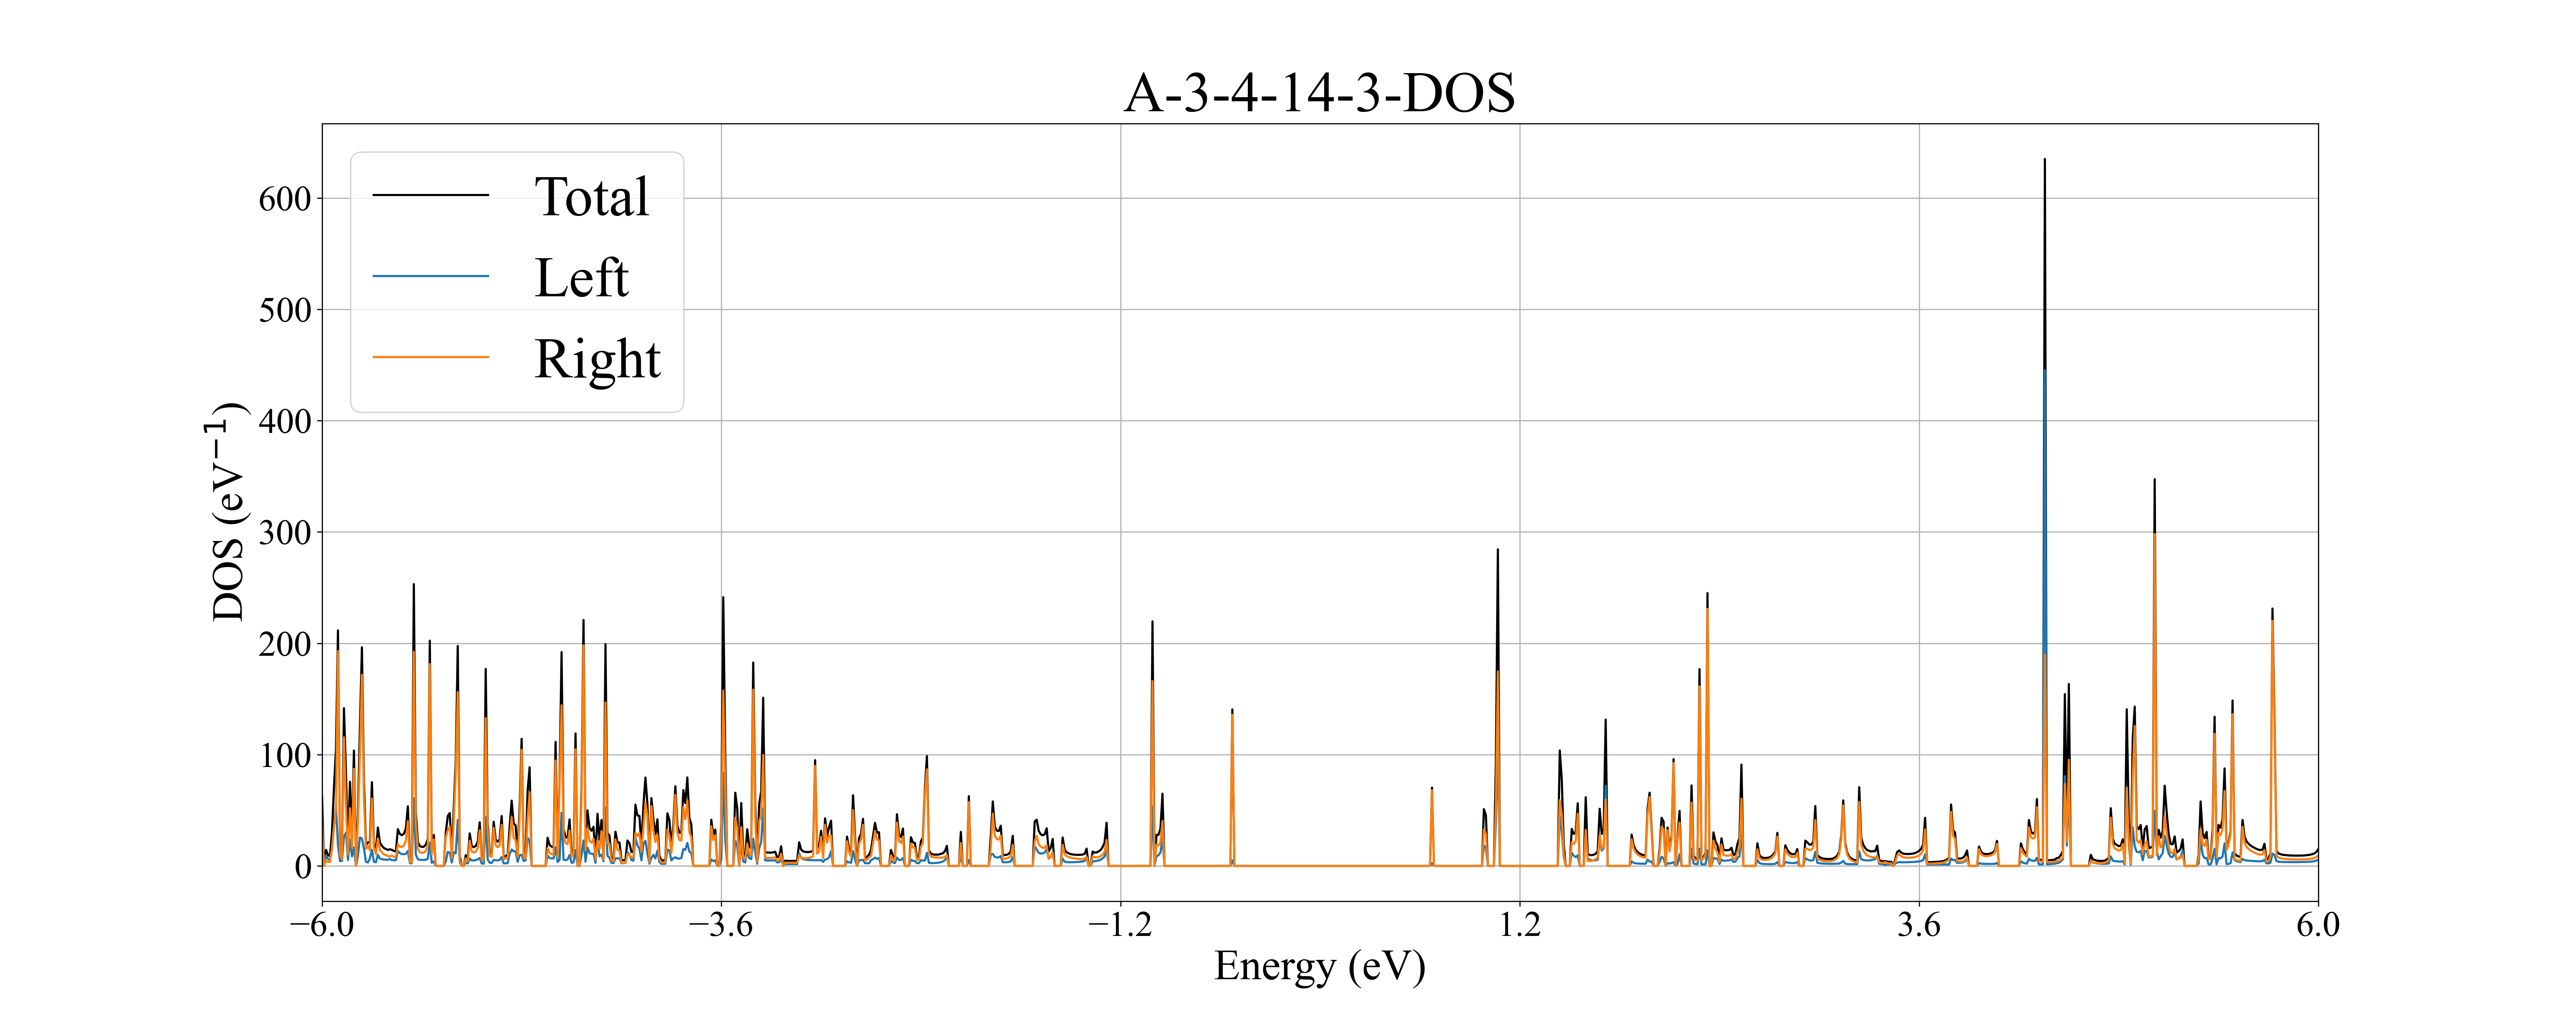 A-3-4-14-3-DOS
Total
Left
Right
DOS (eV⁻¹)
600
500
400
300
200
100
0
−6.0 −3.6 −1.2 1.2 3.6 6.0
Energy (eV)